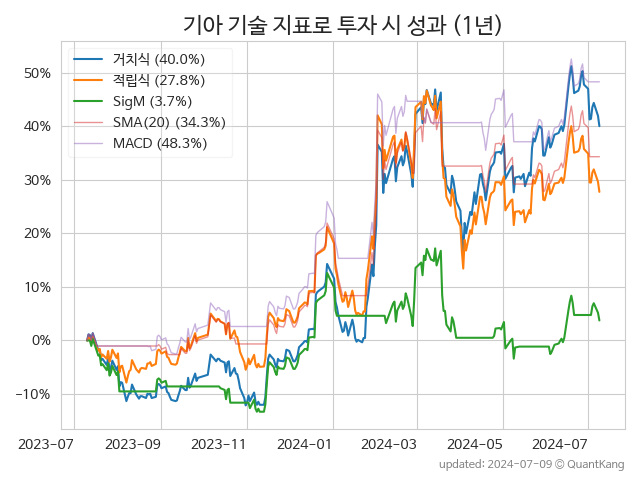 기아 기술 지표로 투자 시 성과 (1년)
거치식 (40.0%)
적립식 (27.8%)
SigM (3.7%)
SMA(20) (34.3%)
MACD (48.3%)
50%
40%
30%
20%
10%
0%
−10%
2023-07 2023-09 2023-11 2024-01 2024-03 2024-05 2024-07
updated: 2024-07-09 ⓒ QuantKang